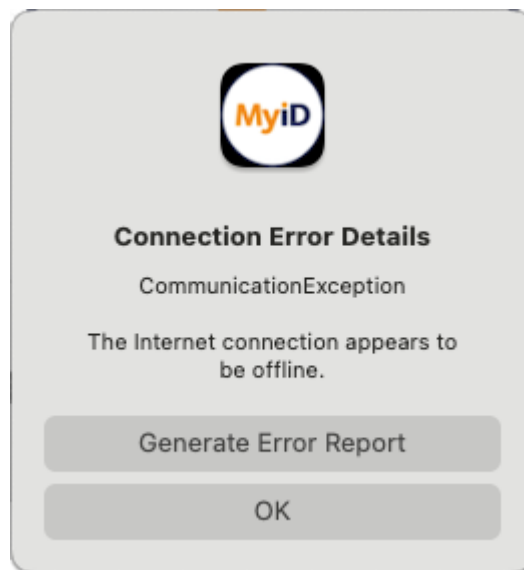 MyiD
Connection Error Details
CommunicationException
The Internet connection appears to
be offline.
Generate Error Report
OK